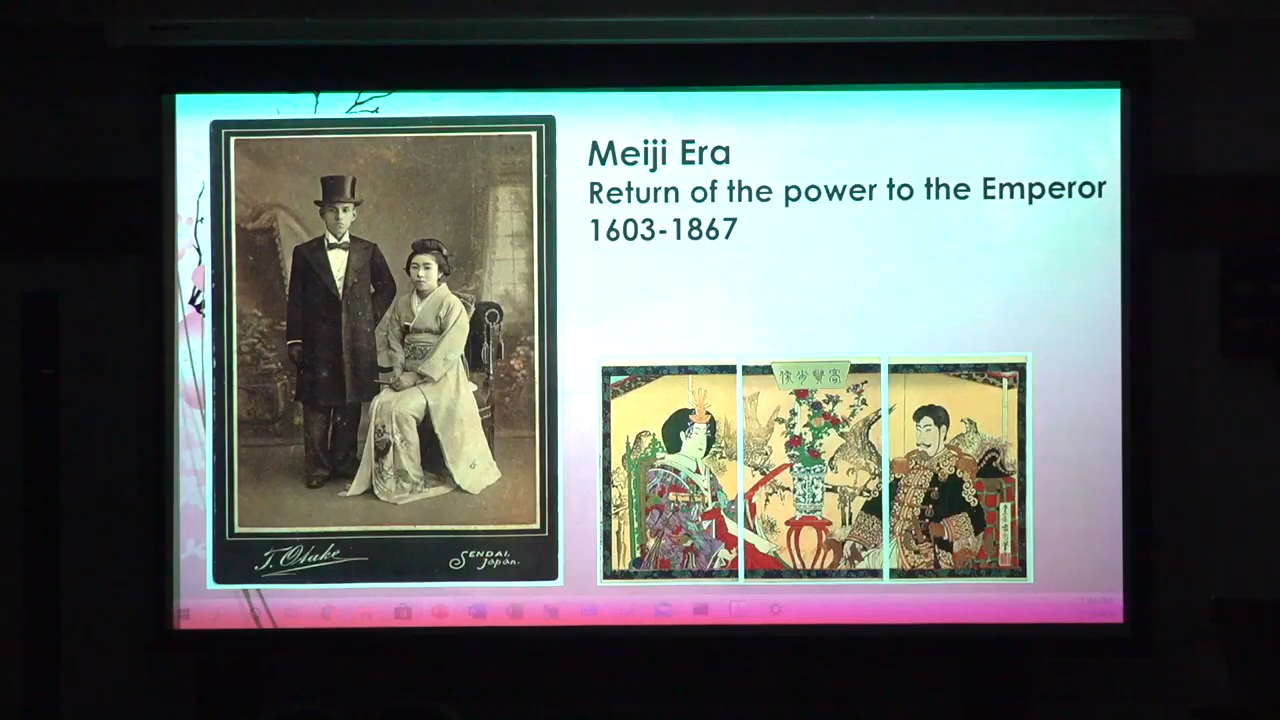 Meiji Era
Return of the power to the Emperor
1603-1867
T. Otake
SENDAI,
Japan.